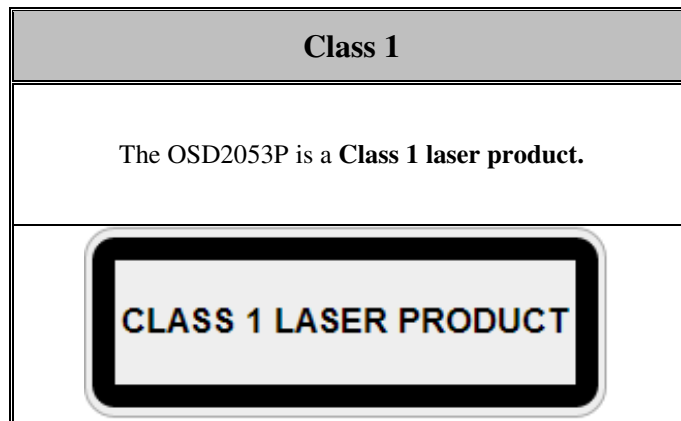 Class 1
The OSD2053P is a Class 1 laser product.
CLASS 1 LASER PRODUCT